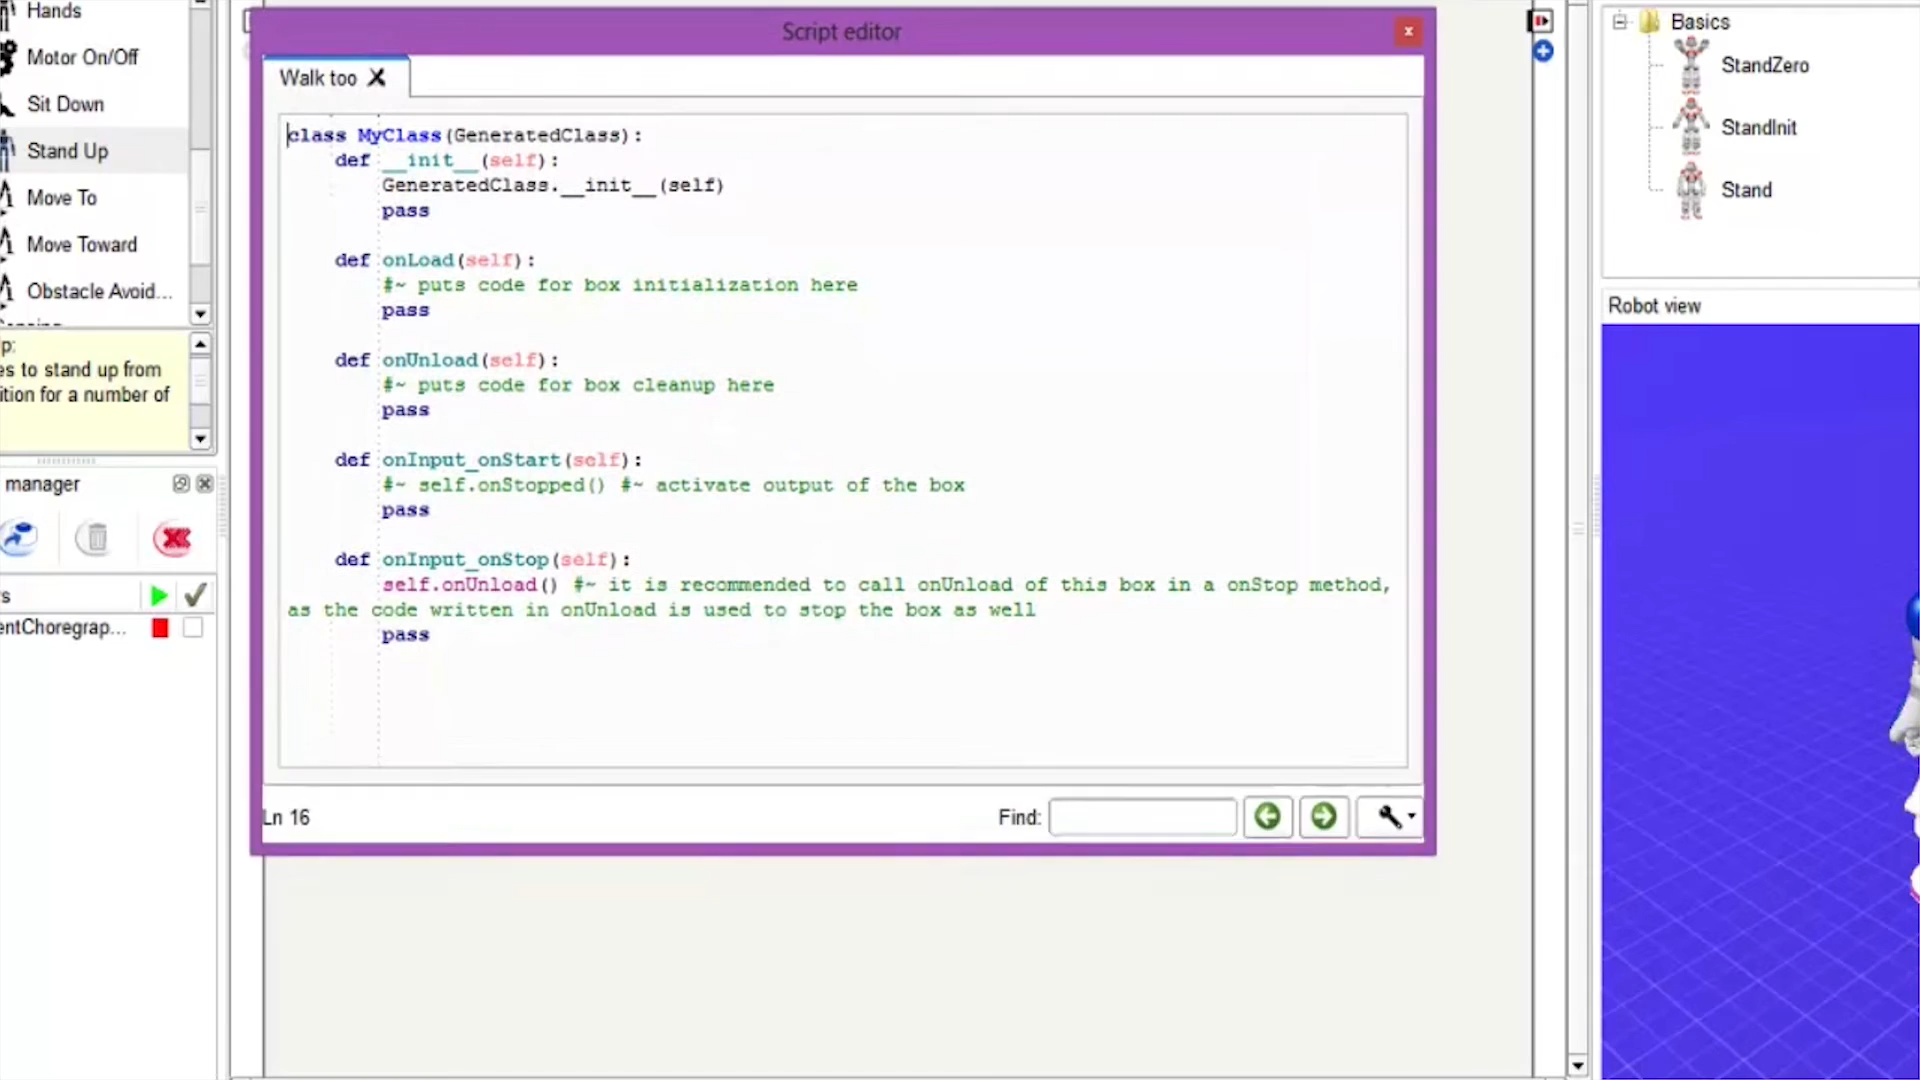 Hands
Motor On/Off
Sit Down
Stand Up
Move To
Move Toward
Obstacle Avoid...
p:
es to stand up from
ition for a number of
manager
s
entChoregrap...
Script editor
Walk too
class MyClass(GeneratedClass):
def __init__(self):
GeneratedClass.__init__(self)
pass
def onLoad(self):
#~ puts code for box initialization here
pass
def onUnload(self):
#~ puts code for box cleanup here
pass
def onInput_onStart(self):
#~ self.onStopped() #~ activate output of the box
pass
def onInput_onStop(self):
self.onUnload() #~ it is recommended to call onUnload of this box in a onStop method,
as the code written in onUnload is used to stop the box as well
pass
Ln 16
Find:
Basics
StandZero
StandInit
Stand
Robot view